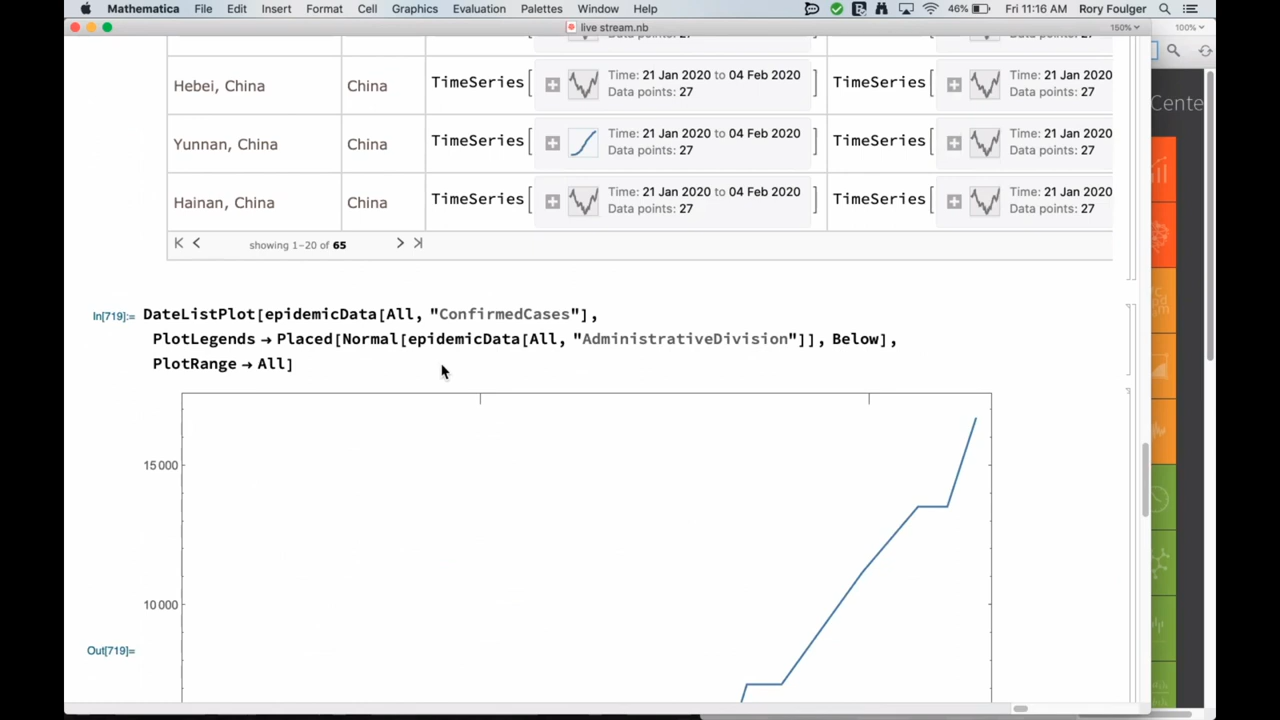 Mathematica File Edit Insert Format Cell Graphics Evaluation Palettes Window Help 46% Fri 11:16 AM Rory Foulger
live stream.nb 150% 100%
Cente
Hebei, China China TimeSeries[ Time: 21 Jan 2020 to 04 Feb 2020 ] TimeSeries[ Time: 21 Jan 2020
Data points: 27 Data points: 27
Yunnan, China China TimeSeries[ Time: 21 Jan 2020 to 04 Feb 2020 ] TimeSeries[ Time: 21 Jan 2020
Data points: 27 Data points: 27
Hainan, China China TimeSeries[ Time: 21 Jan 2020 to 04 Feb 2020 ] TimeSeries[ Time: 21 Jan 2020
Data points: 27 Data points: 27
showing 1–20 of 65
In[719]:= DateListPlot[epidemicData[All, "ConfirmedCases"],
PlotLegends → Placed[Normal[epidemicData[All, "AdministrativeDivision"]], Below],
PlotRange → All]
15 000
10 000
Out[719]=